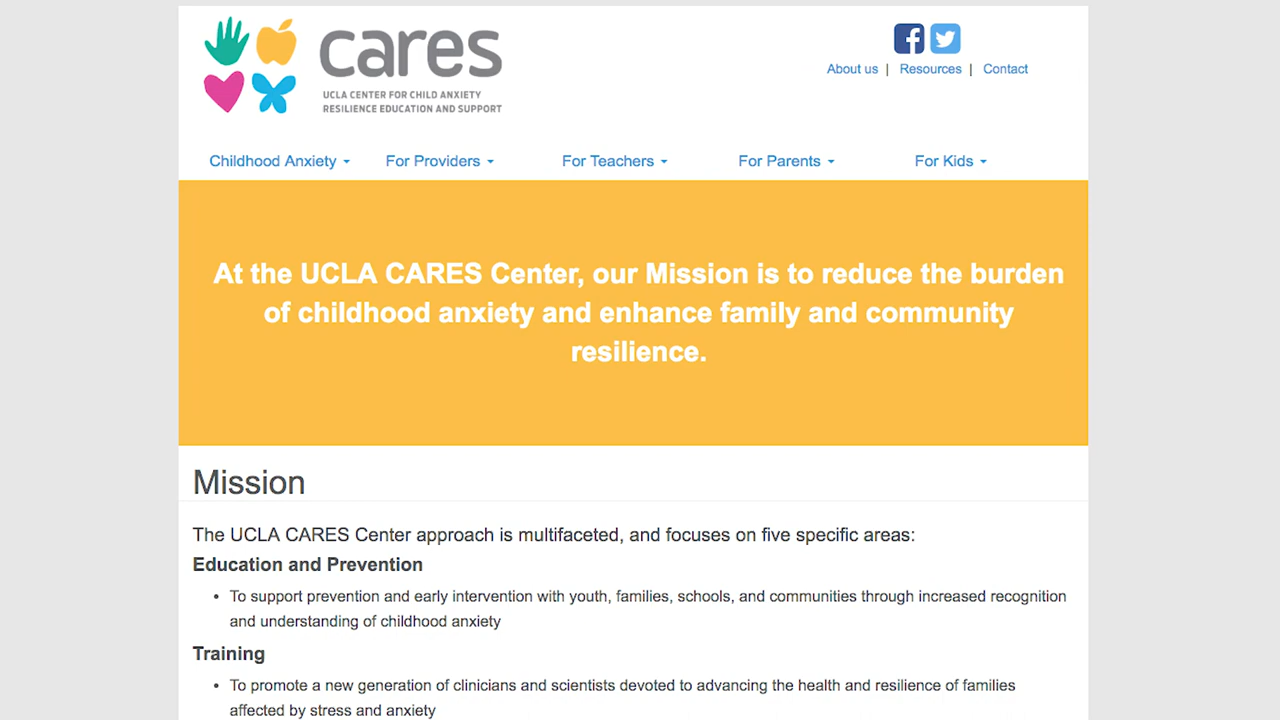 cares
UCLA CENTER FOR CHILD ANXIETY
RESILIENCE EDUCATION AND SUPPORT
About us | Resources | Contact
Childhood Anxiety For Providers For Teachers For Parents For Kids
At the UCLA CARES Center, our Mission is to reduce the burden
of childhood anxiety and enhance family and community
resilience.
Mission
The UCLA CARES Center approach is multifaceted, and focuses on five specific areas:
Education and Prevention
• To support prevention and early intervention with youth, families, schools, and communities through increased recognition
and understanding of childhood anxiety
Training
• To promote a new generation of clinicians and scientists devoted to advancing the health and resilience of families
affected by stress and anxiety